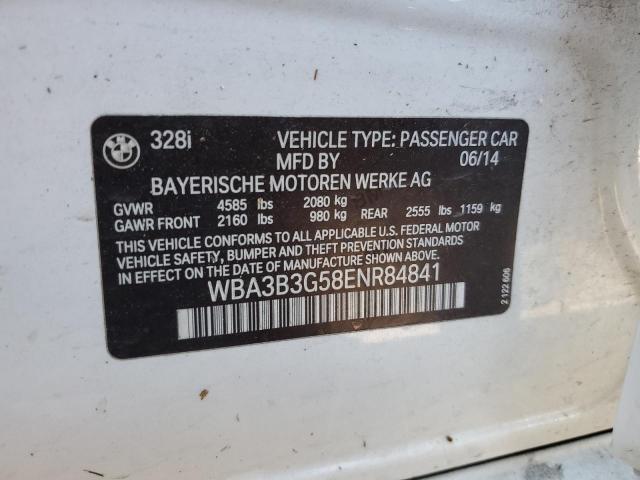 BMW 328i VEHICLE TYPE: PASSENGER CAR
MFD BY 06/14
BAYERISCHE MOTOREN WERKE AG
GVWR 4585 lbs 2080 kg
GAWR FRONT 2160 lbs 980 kg REAR 2555 lbs 1159 kg
THIS VEHICLE CONFORMS TO ALL APPLICABLE U.S. FEDERAL MOTOR
VEHICLE SAFETY, BUMPER AND THEFT PREVENTION STANDARDS
IN EFFECT ON THE DATE OF MANUFACTURE SHOWN ABOVE.
WBA3B3G58ENR84841
2 122 606